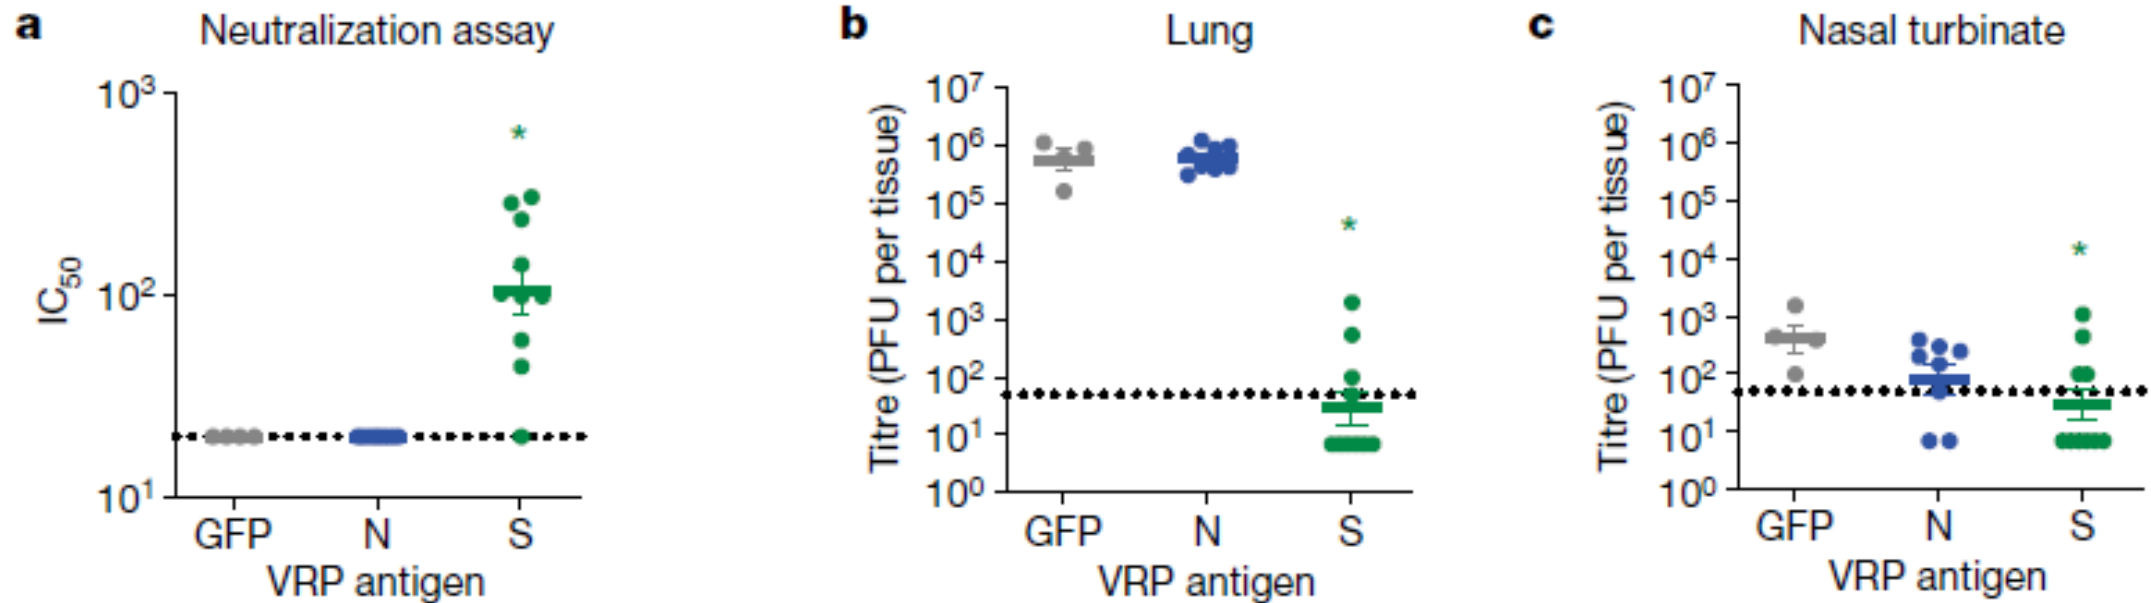 a Neutralization assay
10³
*
10²
10¹
IC₅₀
GFP N S
VRP antigen
b Lung
10⁷
10⁶
10⁵
*
10⁴
10³
10²
10¹
10⁰
Titre (PFU per tissue)
GFP N S
VRP antigen
c Nasal turbinate
10⁷
10⁶
10⁵
*
10⁴
10³
10²
10¹
10⁰
Titre (PFU per tissue)
GFP N S
VRP antigen